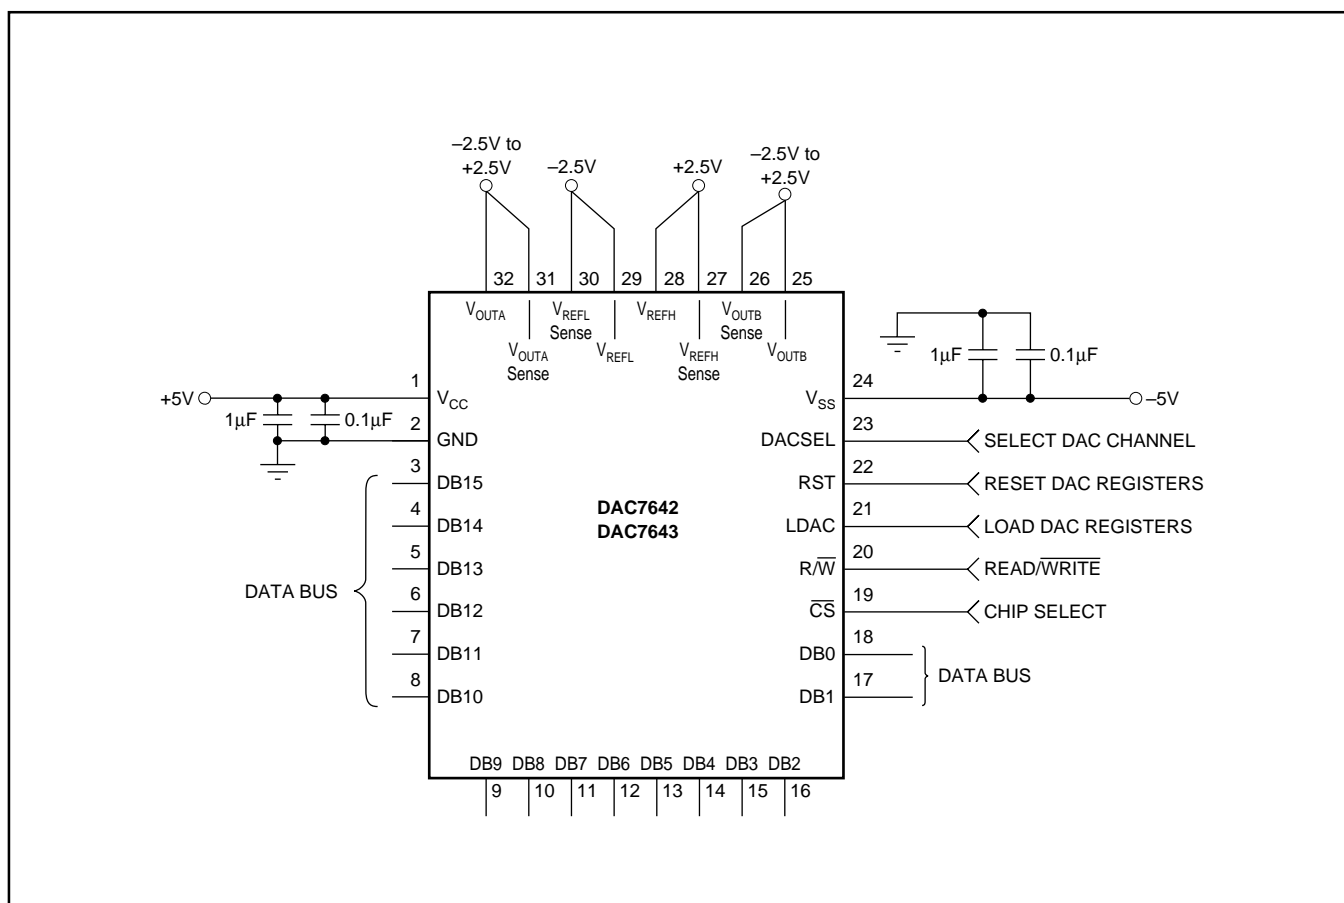 –2.5V to
+2.5V
–2.5V
+2.5V
–2.5V to
+2.5V
32 31 30 29 28 27 26 25
VOUTA
VOUTA
Sense
VREFL
Sense
VREFL
VREFH
VREFH
Sense
VOUTB
Sense
VOUTB
+5V
1µF
0.1µF
1
VCC
2
GND
3
DB15
4
DB14
5
DB13
6
DB12
7
DB11
8
DB10
DATA BUS
DAC7642
DAC7643
1µF
0.1µF
24
VSS
–5V
23
DACSEL
SELECT DAC CHANNEL
22
RST
RESET DAC REGISTERS
21
LDAC
LOAD DAC REGISTERS
20
R/W̅
READ/W̅R̅I̅T̅E̅
19
C̅S̅
CHIP SELECT
18
DB0
17
DB1
DATA BUS
DB9 DB8 DB7 DB6 DB5 DB4 DB3 DB2
9 10 11 12 13 14 15 16